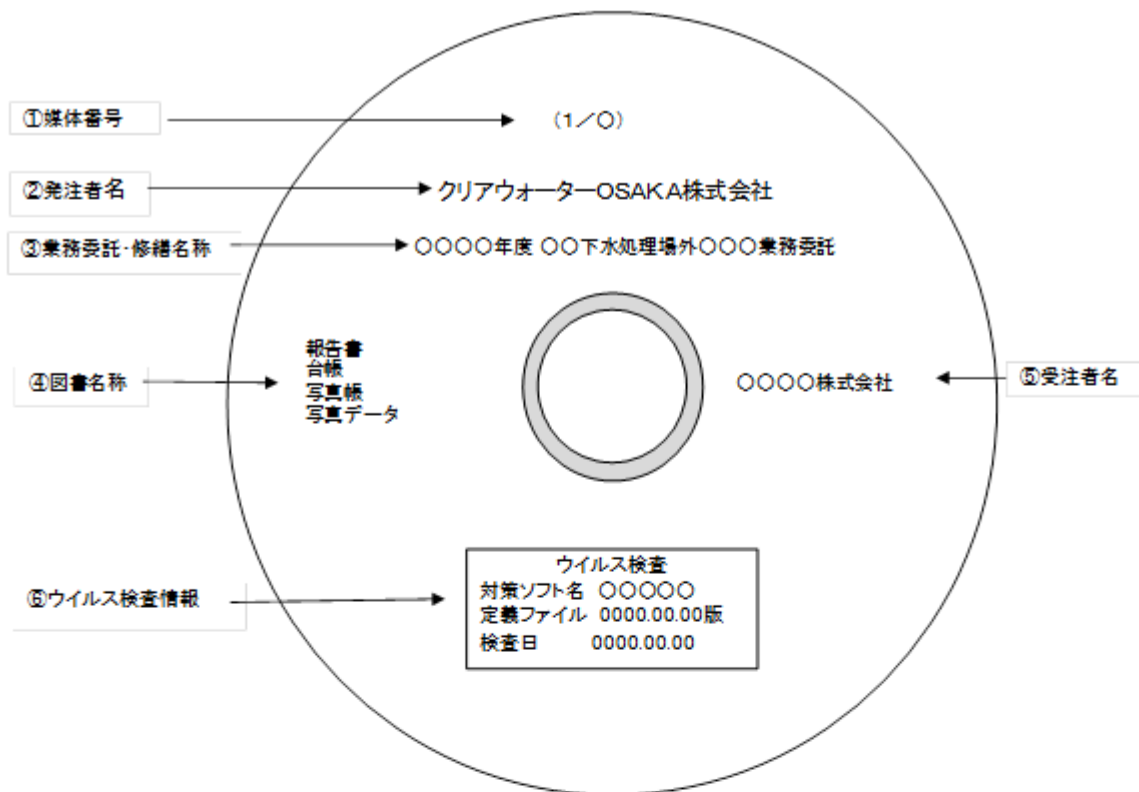 ①媒体番号
(1/○)
②発注者名
クリアウォーターOSAKA株式会社
③業務委託・修繕名称
○○○○年度 ○○下水処理場外○○○業務委託
④図書名称
報告書
台帳
写真帳
写真データ
○○○○株式会社
⑤受注者名
⑥ウイルス検査情報
ウイルス検査
対策ソフト名 ○○○○○
定義ファイル 0000.00.00版
検査日 0000.00.00